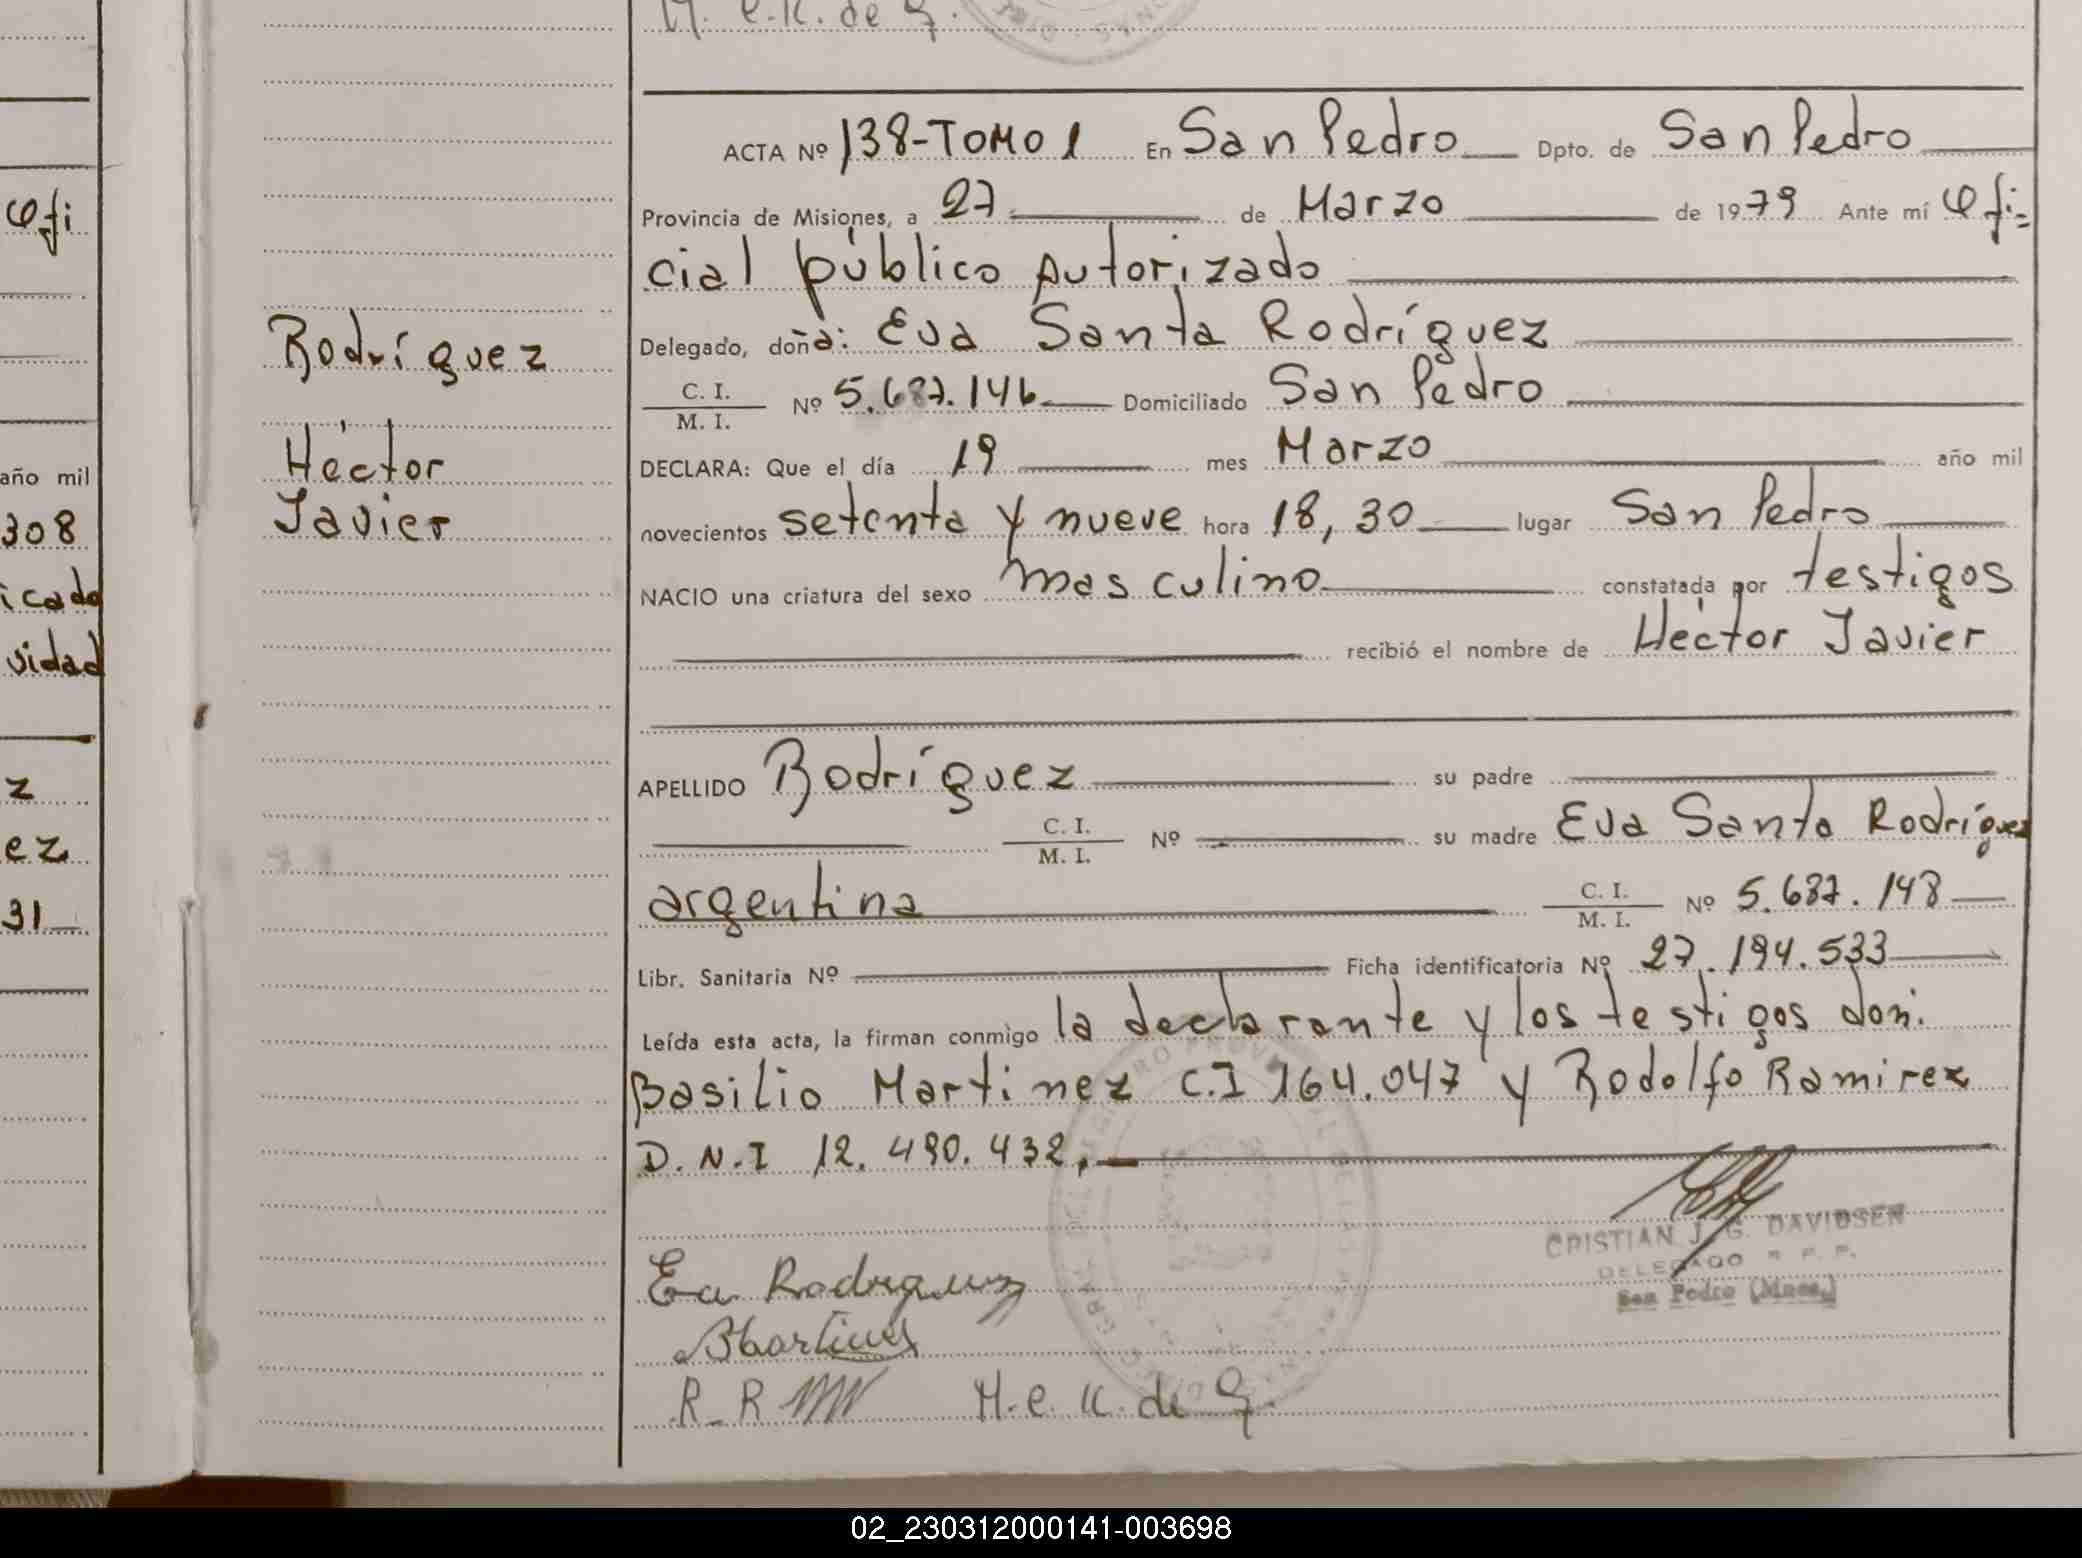 M. e.K. de G.
ACTA Nº 138-TOMO 1 En San Pedro Dpto. de San Pedro
Provincia de Misiones, a 27 de Marzo de 1979 Ante mí Ofi=
cial público Autorizado
Delegado, doña: Eva Santa Rodríguez
C. I.
M. I.
Nº 5.687.146 Domiciliado San Pedro
DECLARA: Que el día 19 mes Marzo año mil
novecientos setenta y nueve hora 18,30 lugar San Pedro
NACIO una criatura del sexo masculino constatada por testigos
recibió el nombre de Héctor Javier
APELLIDO Rodríguez su padre
C. I.
M. I.
Nº su madre Eva Santa Rodríguez
argentina
C. I.
M. I.
Nº 5.687.148
Libr. Sanitaria Nº Ficha identificatoria Nº 27.194.533
Leída esta acta, la firman conmigo la declarante y los testigos don:
Basilio Martinez C.I 164.047 y Rodolfo Ramirez
D.N.I 12.490.432.
CRISTIAN J. G. DAVIDSEN
DELEGADO R. P. P.
San Pedro (Mnes.)
Eva Rodriguez
BMartinez
R-R M.e.K. de G.
Rodríguez
Héctor
Javier
Ofi
año mil
308
icado
vidad
z
ez
31
02_230312000141-003698